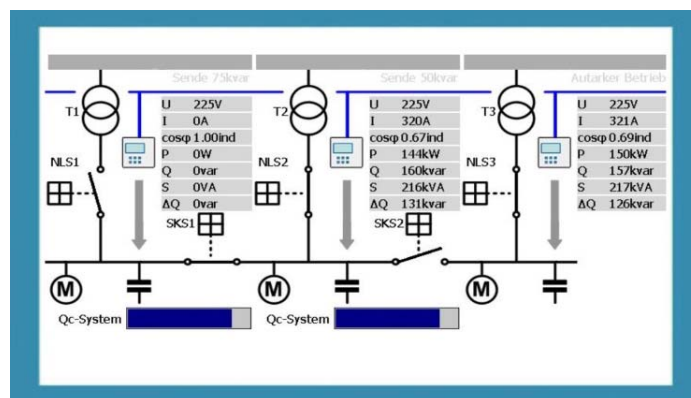 Sende 75kvar
Sende 50kvar
Autarker Betrieb
T1
U 225V
I 0A
cosφ 1.00ind
P 0W
Q 0var
S 0VA
ΔQ 0var
T2
U 225V
I 320A
cosφ 0.67ind
P 144kW
Q 160kvar
S 216kVA
ΔQ 131kvar
T3
U 225V
I 321A
cosφ 0.69ind
P 150kW
Q 157kvar
S 217kVA
ΔQ 126kvar
NLS1
NLS2
NLS3
SKS1
SKS2
M
M
M
Qc-System
Qc-System